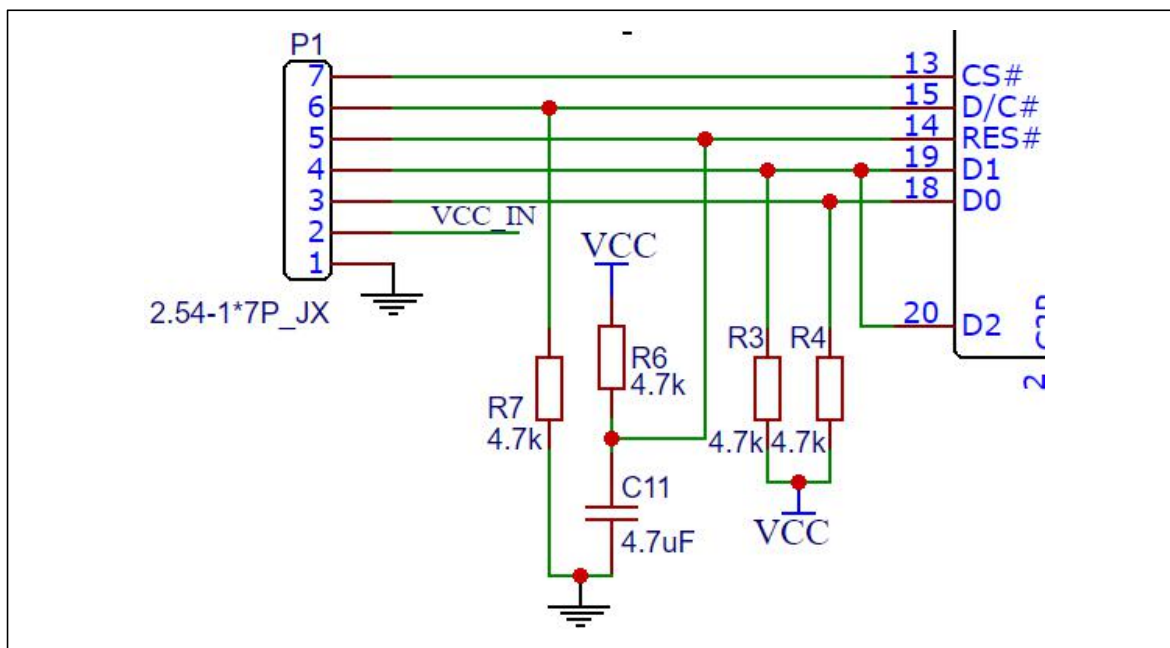 P1
7 13 CS#
6 15 D/C#
5 14 RES#
4 19 D1
3 18 D0
2 VCC_IN
1
VCC
2.54-1*7P_JX
20 D2
R6
4.7k
R3 R4
R7
4.7k
4.7k 4.7k
C11
4.7uF
VCC
2